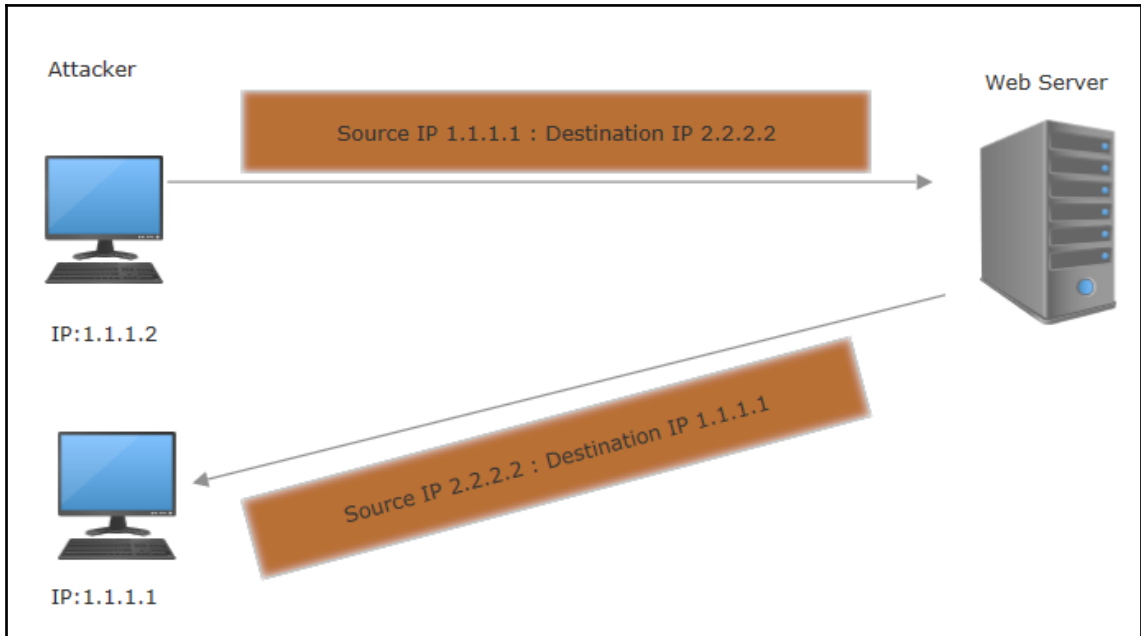 Attacker
Web Server
Source IP 1.1.1.1 : Destination IP 2.2.2.2
IP:1.1.1.2
Source IP 2.2.2.2 : Destination IP 1.1.1.1
IP:1.1.1.1